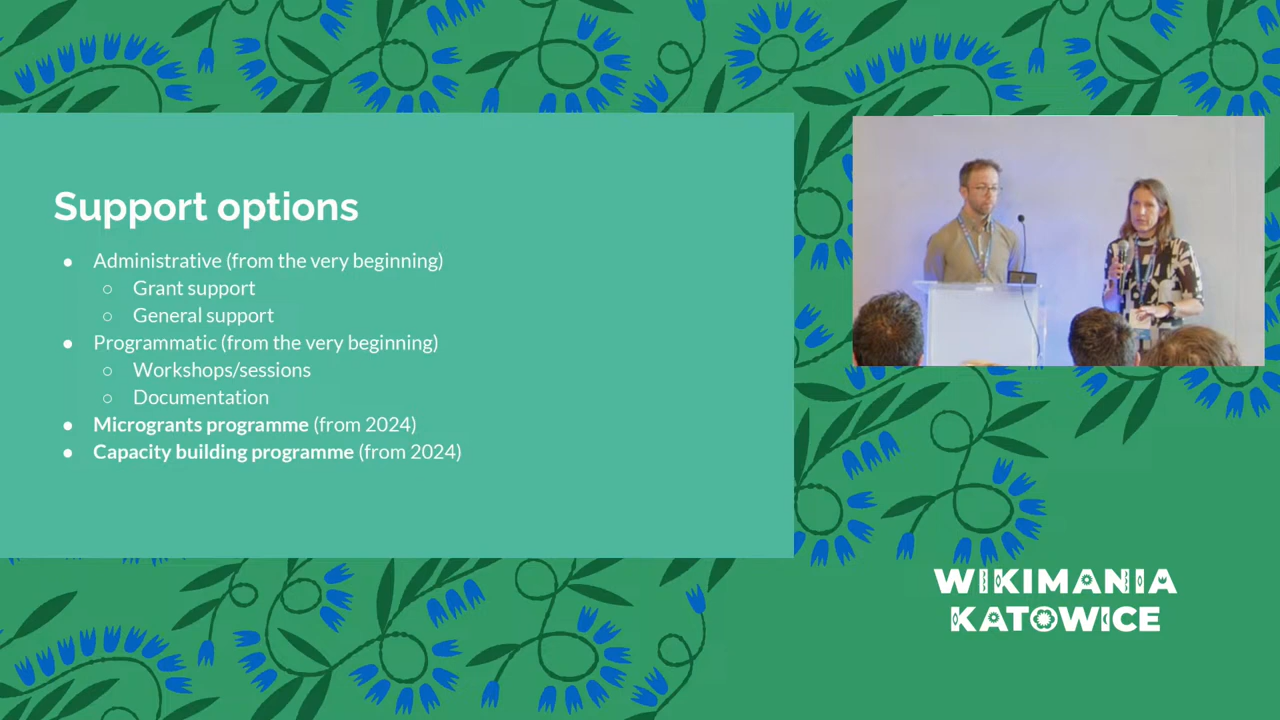 Support options
● Administrative (from the very beginning)
○ Grant support
○ General support
● Programmatic (from the very beginning)
○ Workshops/sessions
○ Documentation
● Microgrants programme (from 2024)
● Capacity building programme (from 2024)
WIKIMANIA
KATOWICE